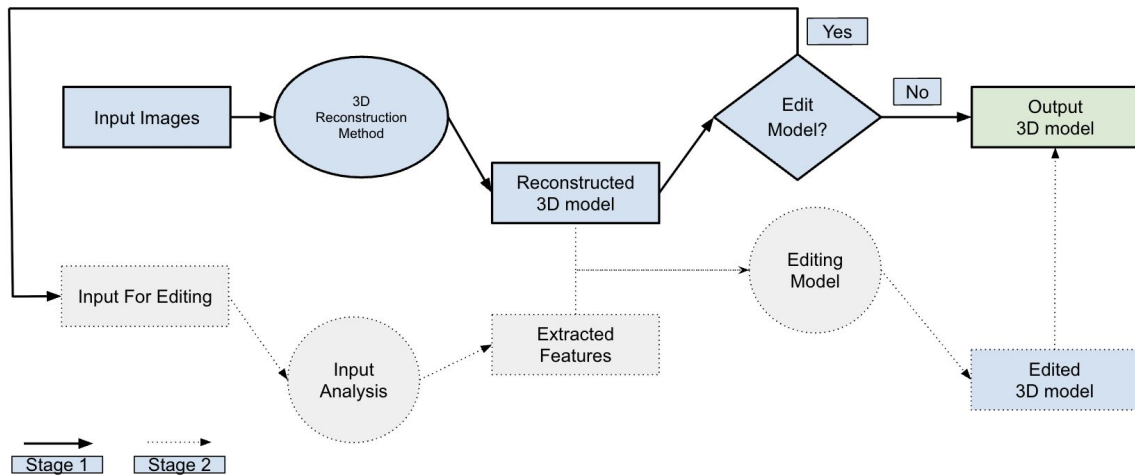 Yes
Input Images
3D
Reconstruction
Method
Edit
Model?
No
Output
3D model
Reconstructed
3D model
Input For Editing
Editing
Model
Extracted
Features
Input
Analysis
Edited
3D model
Stage 1
Stage 2